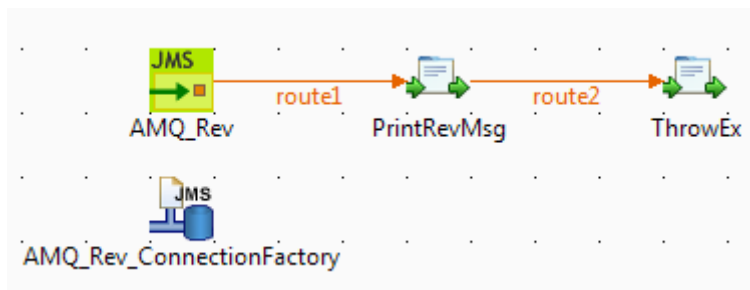 JMS
route1
route2
AMQ_Rev
PrintRevMsg
ThrowEx
JMS
AMQ_Rev_ConnectionFactory